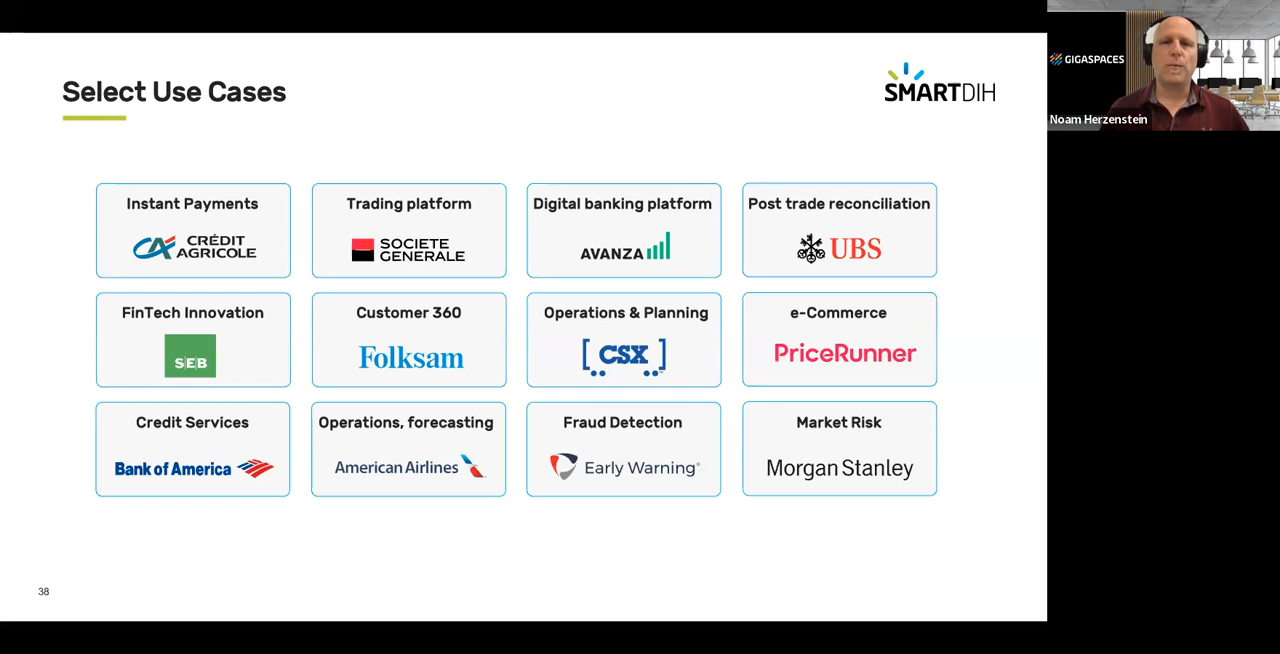 Select Use Cases
SMARTDIH
GIGASPACES
Noam Herzenstein
Instant Payments
CRÉDIT
AGRICOLE
Trading platform
SOCIETE
GENERALE
Digital banking platform
AVANZA
Post trade reconciliation
UBS
FinTech Innovation
SEB
Customer 360
Folksam
Operations & Planning
CSX
e-Commerce
PriceRunner
Credit Services
Bank of America
Operations, forecasting
American Airlines
Fraud Detection
Early Warning®
Market Risk
Morgan Stanley
38